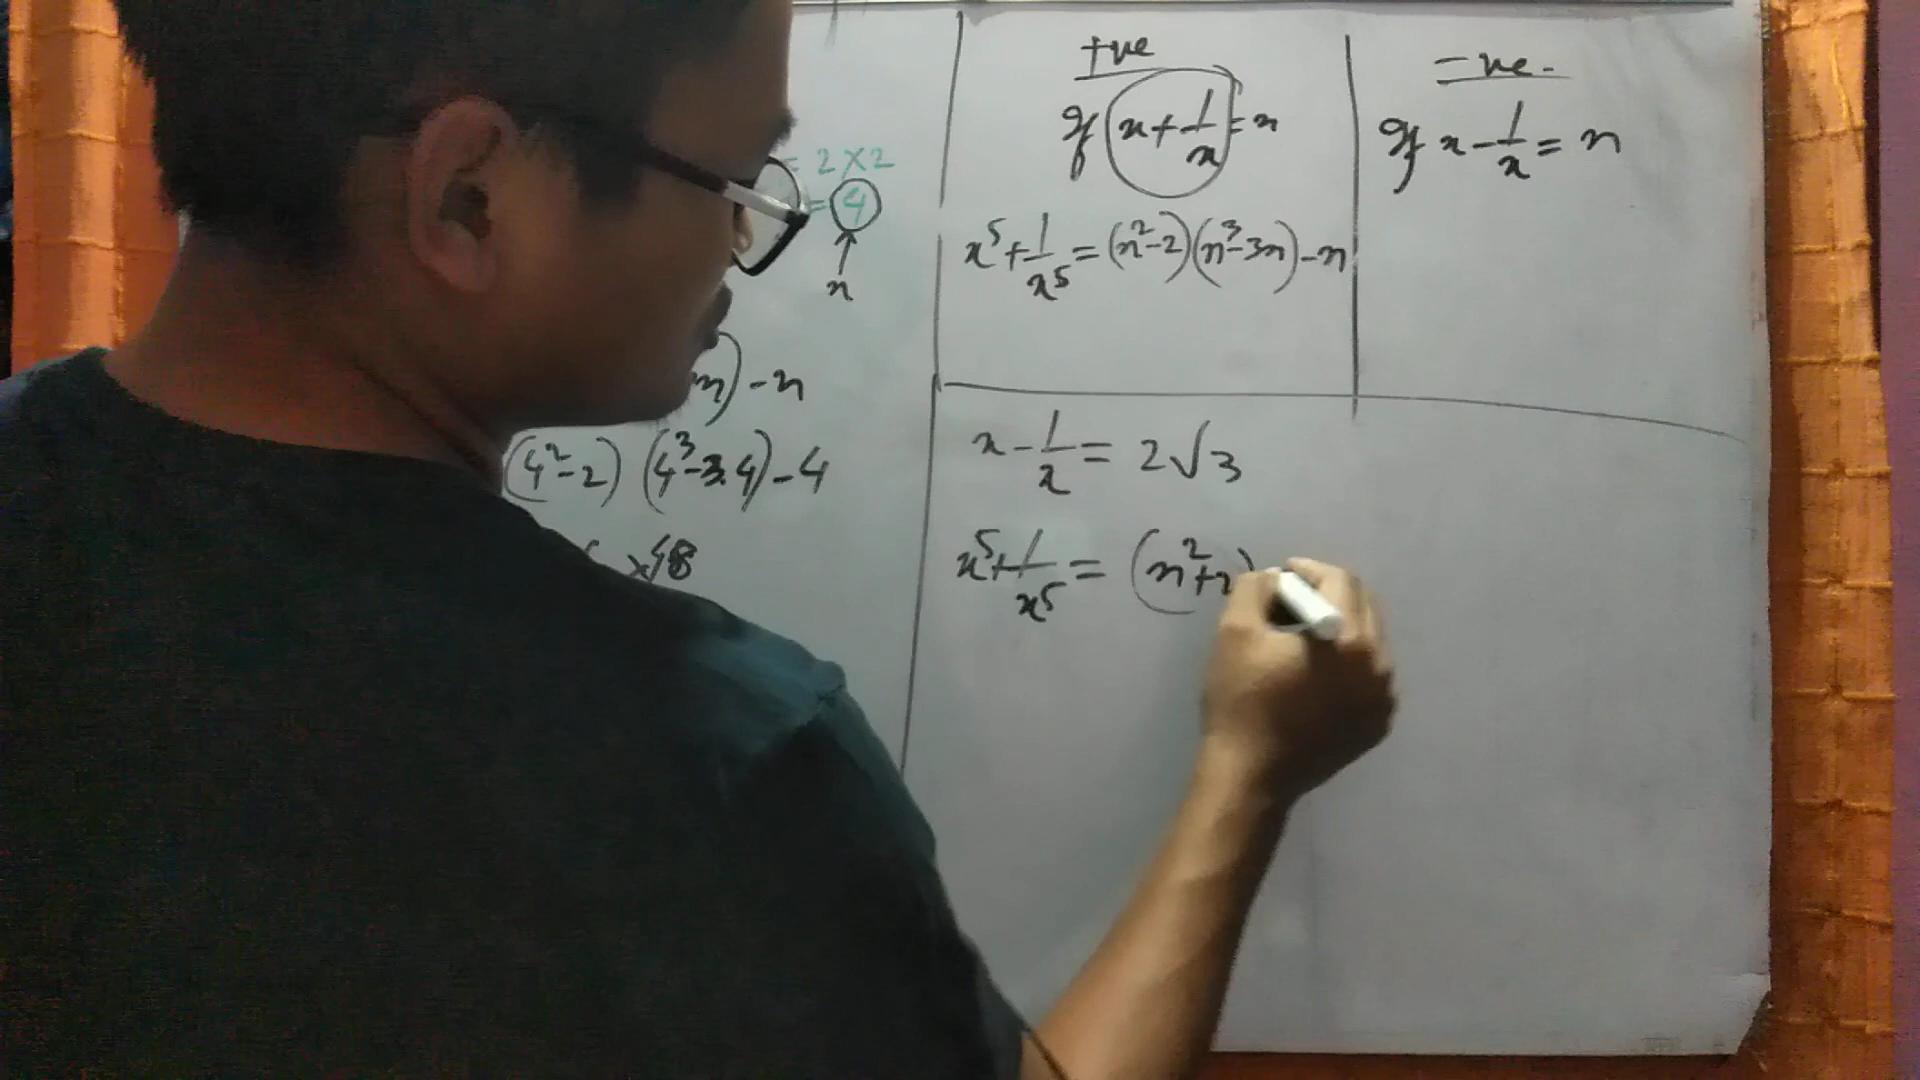 = 2 × 2
= 4
n
n) - n
(4² - 2) (4³ - 3.4) - 4
×48
+ve
If x + 1/x = n
x⁵ + 1/x⁵ = (n² - 2)(n³ - 3n) - n
-ve.
If x - 1/x = n
x - 1/x = 2√3
x⁵ + 1/x⁵ = (n² + 2)